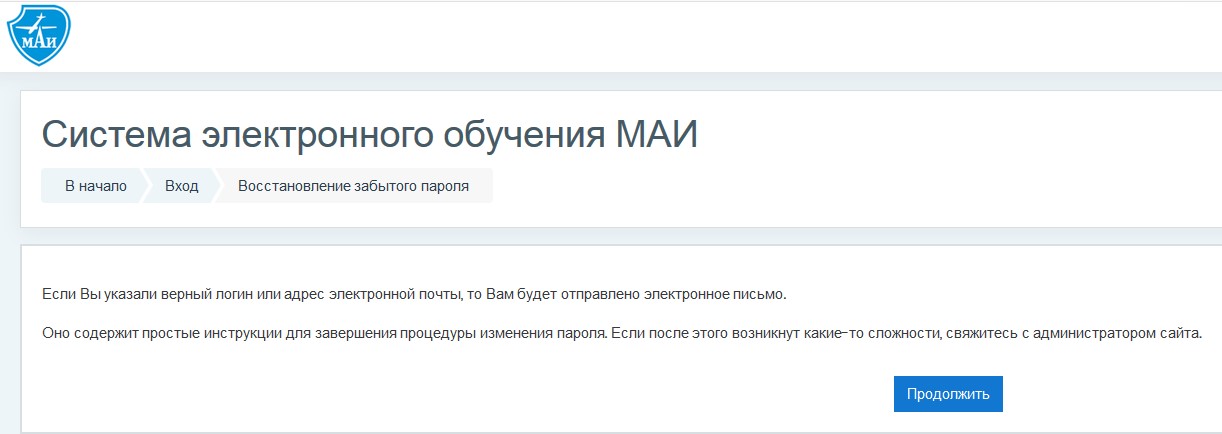 МАИ
Система электронного обучения МАИ
В начало
Вход
Восстановление забытого пароля
Если Вы указали верный логин или адрес электронной почты, то Вам будет отправлено электронное письмо.
Оно содержит простые инструкции для завершения процедуры изменения пароля. Если после этого возникнут какие-то сложности, свяжитесь с администратором сайта.
Продолжить